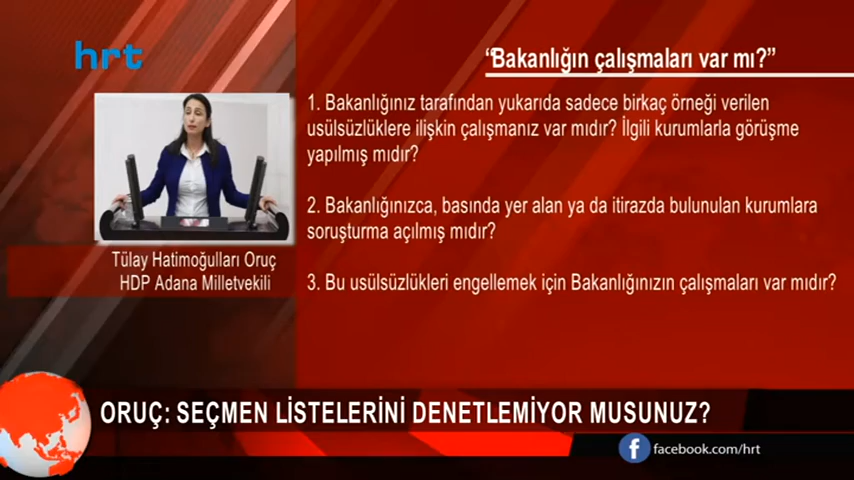 hrt
“Bakanlığın çalışmaları var mı?”
1. Bakanlığınız tarafından yukarıda sadece birkaç örneği verilen
usülsüzlüklere ilişkin çalışmanız var mıdır? İlgili kurumlarla görüşme
yapılmış mıdır?
2. Bakanlığınızca, basında yer alan ya da itirazda bulunulan kurumlara
soruşturma açılmış mıdır?
3. Bu usülsüzlükleri engellemek için Bakanlığınızın çalışmaları var mıdır?
Tülay Hatimoğulları Oruç
HDP Adana Milletvekili
ORUÇ: SEÇMEN LİSTELERİNİ DENETLEMİYOR MUSUNUZ?
facebook.com/hrt